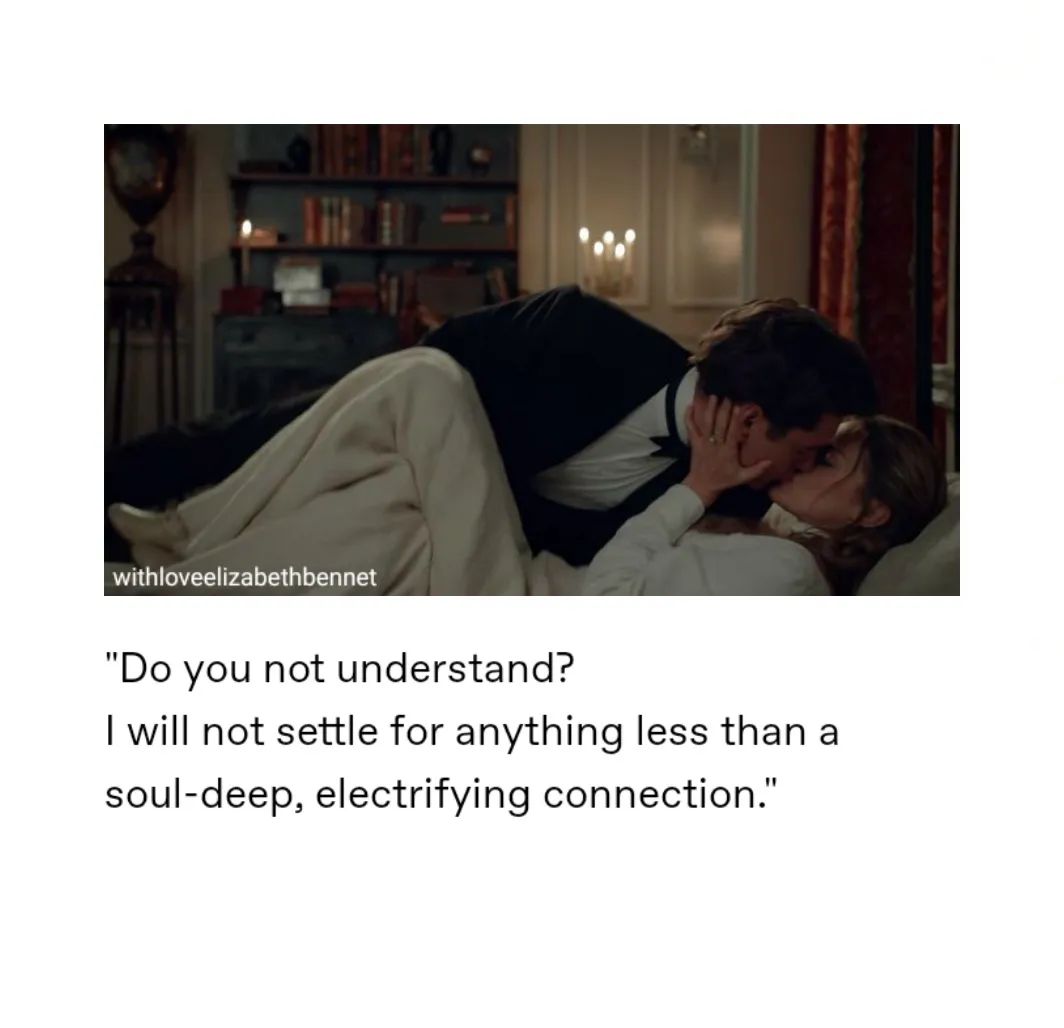 withloveelizabethbennet
"Do you not understand?
I will not settle for anything less than a
soul-deep, electrifying connection."